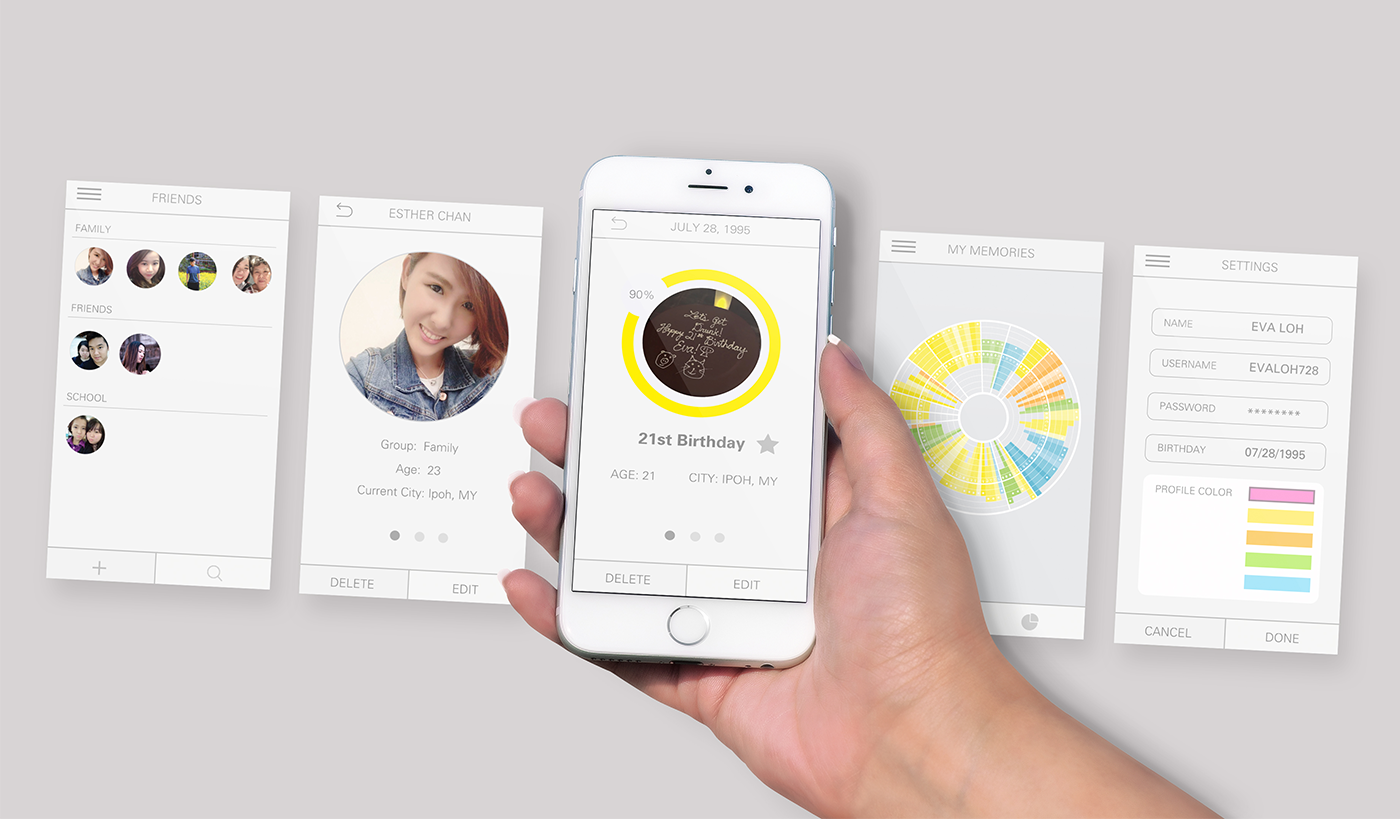 FRIENDS
FAMILY
FRIENDS
SCHOOL
ESTHER CHAN
Group: Family
Age: 23
Current City: Ipoh, MY
DELETE
EDIT
JULY 28, 1995
90%
Let's get
Drunk!
Happy 21st Birthday
Eva!
21st Birthday
AGE: 21
CITY: IPOH, MY
DELETE
EDIT
MY MEMORIES
SETTINGS
NAME
EVA LOH
USERNAME
EVALOH728
PASSWORD
********
BIRTHDAY
07/28/1995
PROFILE COLOR
CANCEL
DONE